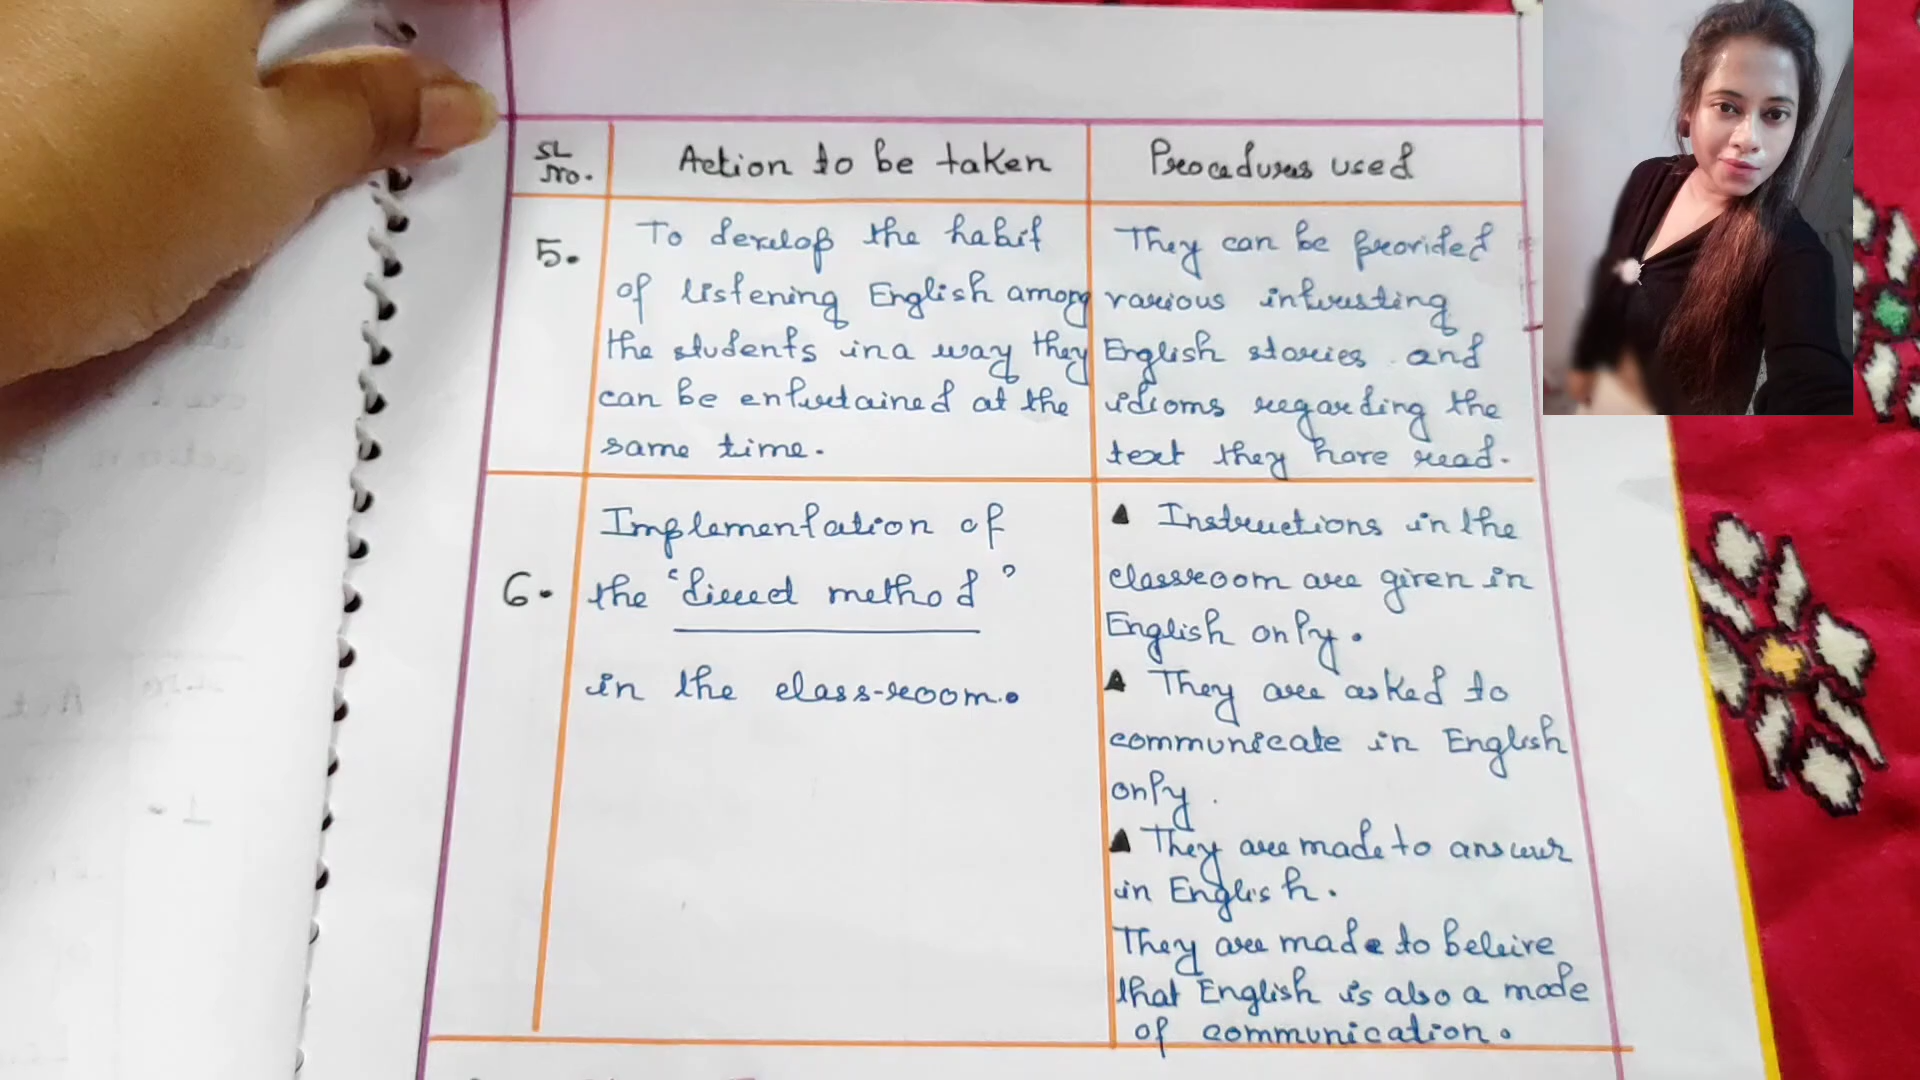 SL No.
Action to be taken
Procedures used
5.
To develop the habit
of listening English among
the students in a way they
can be entertained at the
same time.
They can be provided
various interesting
English stories and
idioms regarding the
text they have read.
6.
Implementation of
the 'direct method'
in the class-room.
▲ Instructions in the
classroom are given in
English only.
▲ They are asked to
communicate in English
only.
▲ They are made to answer
in English.
They are made to beleive
that English is also a mode
of communication.